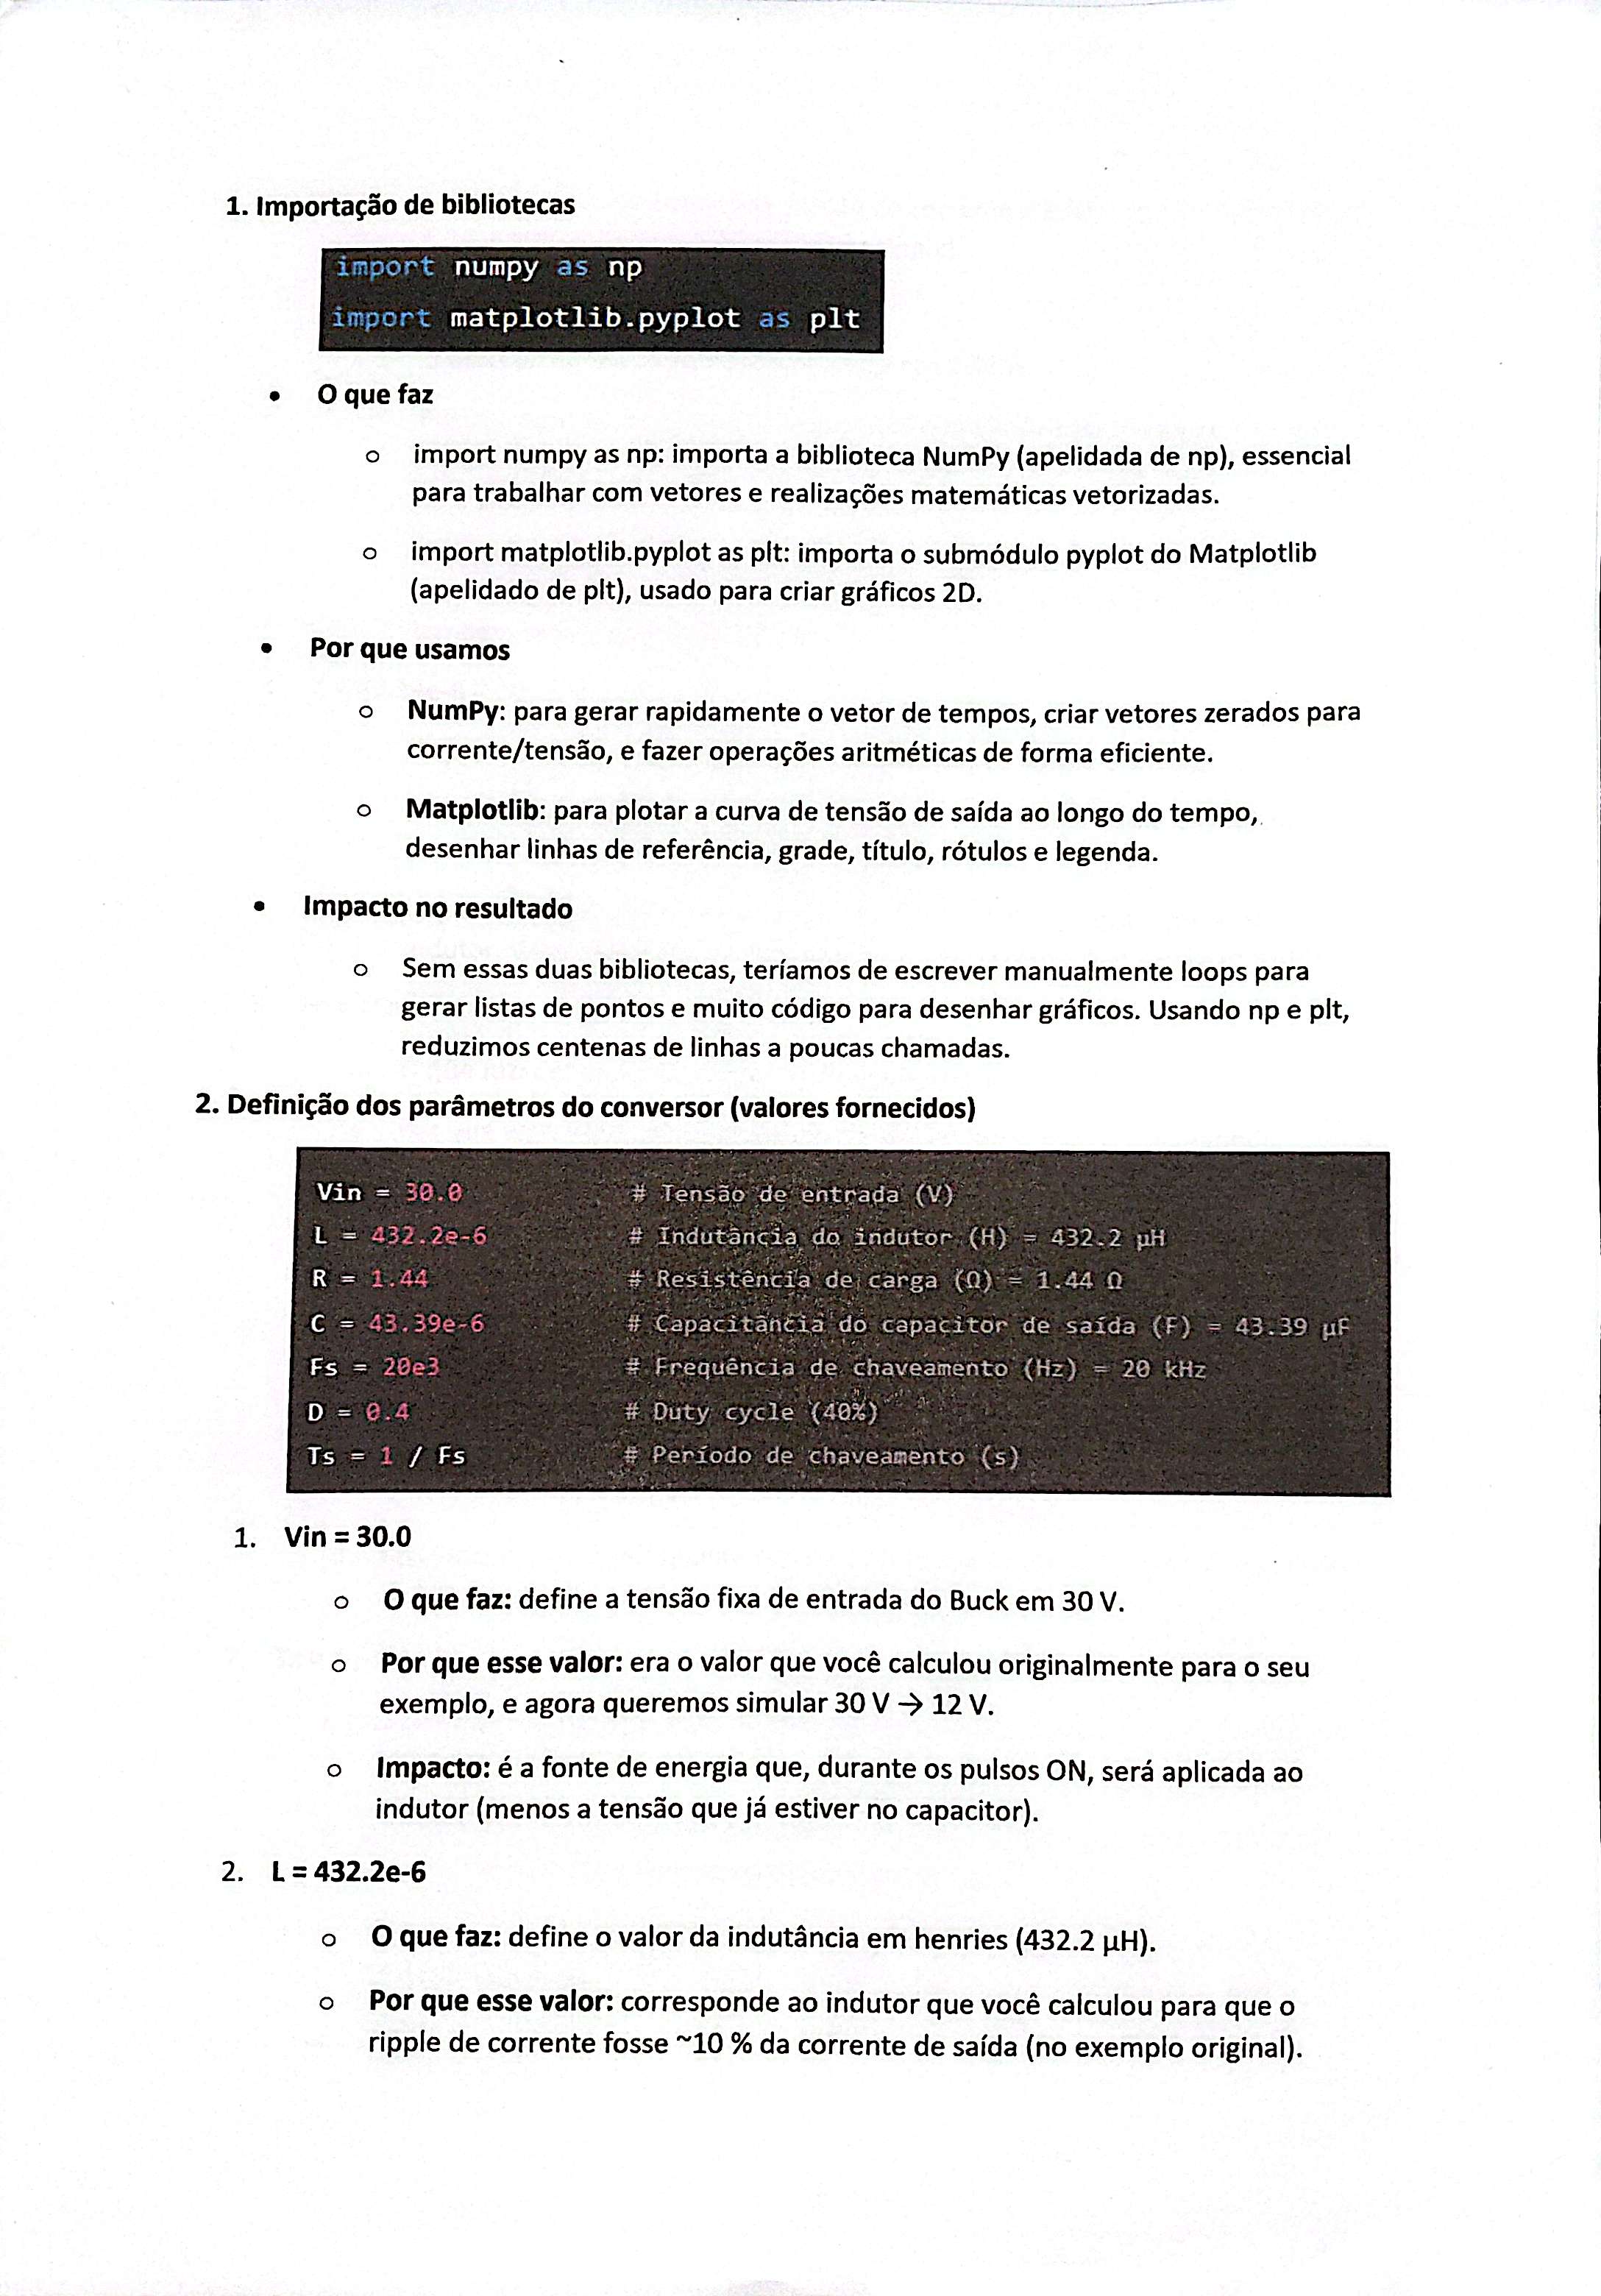 1. Importação de bibliotecas
import numpy as np
import matplotlib.pyplot as plt
• O que faz
o import numpy as np: importa a biblioteca NumPy (apelidada de np), essencial
para trabalhar com vetores e realizações matemáticas vetorizadas.
o import matplotlib.pyplot as plt: importa o submódulo pyplot do Matplotlib
(apelidado de plt), usado para criar gráficos 2D.
• Por que usamos
o NumPy: para gerar rapidamente o vetor de tempos, criar vetores zerados para
corrente/tensão, e fazer operações aritméticas de forma eficiente.
o Matplotlib: para plotar a curva de tensão de saída ao longo do tempo,
desenhar linhas de referência, grade, título, rótulos e legenda.
• Impacto no resultado
o Sem essas duas bibliotecas, teríamos de escrever manualmente loops para
gerar listas de pontos e muito código para desenhar gráficos. Usando np e plt,
reduzimos centenas de linhas a poucas chamadas.
2. Definição dos parâmetros do conversor (valores fornecidos)
Vin = 30.0 # Tensão de entrada (V)
L = 432.2e-6 # Indutância do indutor (H) = 432.2 µH
R = 1.44 # Resistência de carga (Ω) = 1.44 Ω
C = 43.39e-6 # Capacitância do capacitor de saída (F) = 43.39 µF
Fs = 20e3 # Frequência de chaveamento (Hz) = 20 kHz
D = 0.4 # Duty cycle (40%)
Ts = 1 / Fs # Período de chaveamento (s)
1. Vin = 30.0
o O que faz: define a tensão fixa de entrada do Buck em 30 V.
o Por que esse valor: era o valor que você calculou originalmente para o seu
exemplo, e agora queremos simular 30 V → 12 V.
o Impacto: é a fonte de energia que, durante os pulsos ON, será aplicada ao
indutor (menos a tensão que já estiver no capacitor).
2. L = 432.2e-6
o O que faz: define o valor da indutância em henries (432.2 µH).
o Por que esse valor: corresponde ao indutor que você calculou para que o
ripple de corrente fosse ~10 % da corrente de saída (no exemplo original).